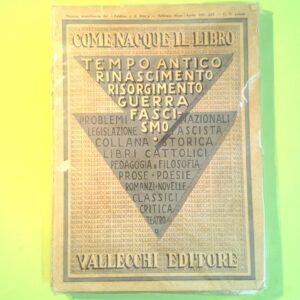 COME NACQUE IL LIBRO
TEMPO ANTICO
RINASCIMENTO
RISORGIMENTO
GUERRA
FASCI-
SMO
PROBLEMI NAZIONALI
LEGISLAZIONE FASCISTA
COLLANA STORICA
LIBRI CATTOLICI
PEDAGOGIA & FILOSOFIA
PROSE - POESIE
ROMANZI - NOVELLE
CLASSICI
CRITICA
TEATRO
VALLECCHI EDITORE